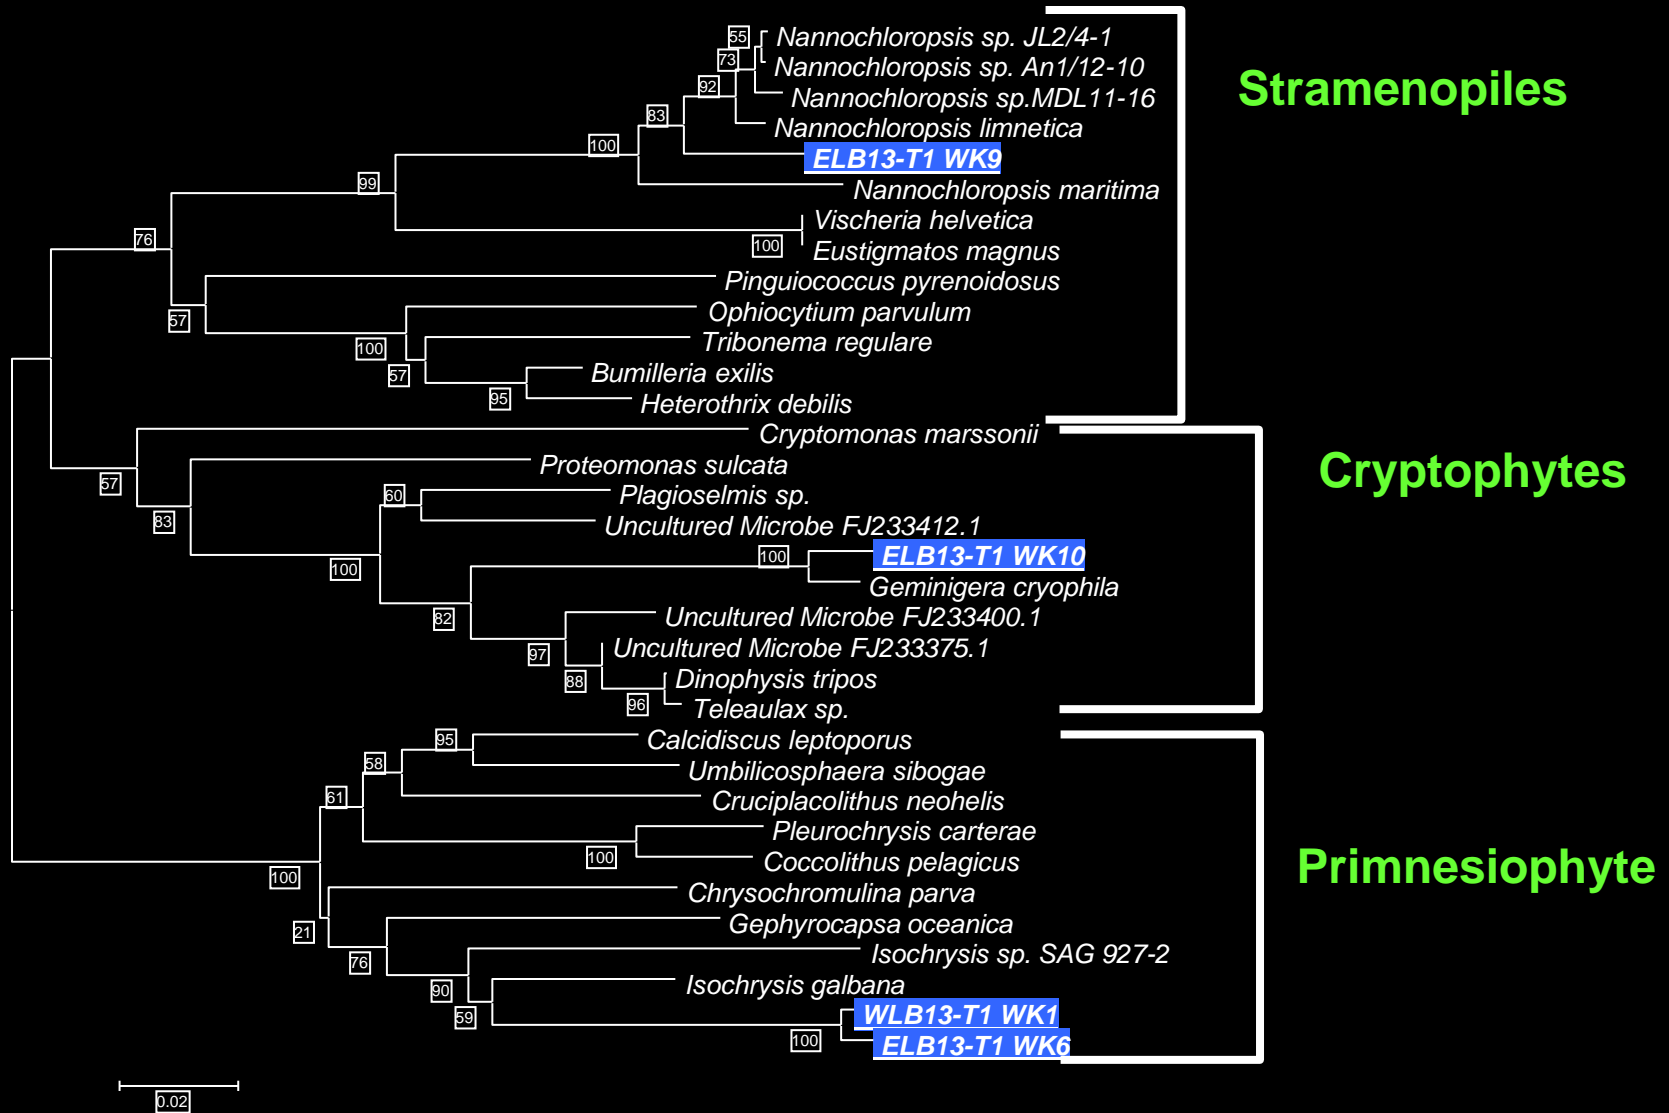 55
Nannochloropsis sp. JL2/4-1
73
Nannochloropsis sp. An1/12-10
Stramenopiles
92
Nannochloropsis sp.MDL11-16
83
Nannochloropsis limnetica
100
ELB13-T1 WK9
99
Nannochloropsis maritima
Vischeria helvetica
76
100
Eustigmatos magnus
Pinguiococcus pyrenoidosus
57
Ophiocytium parvulum
100
Tribonema regulare
57
Bumilleria exilis
95
Heterothrix debilis
Cryptomonas marssonii
Cryptophytes
57
Proteomonas sulcata
60
Plagioselmis sp.
83
Uncultured Microbe FJ233412.1
100
100
ELB13-T1 WK10
Geminigera cryophila
82
Uncultured Microbe FJ233400.1
97
Uncultured Microbe FJ233375.1
88
Dinophysis tripos
96
Teleaulax sp.
95
Calcidiscus leptoporus
58
Umbilicosphaera sibogae
61
Cruciplacolithus neohelis
Pleurochrysis carterae
100
Coccolithus pelagicus
Primnesiophyte
100
Chrysochromulina parva
21
Gephyrocapsa oceanica
76
Isochrysis sp. SAG 927-2
90
Isochrysis galbana
59
WLB13-T1 WK1
100
ELB13-T1 WK6
0.02